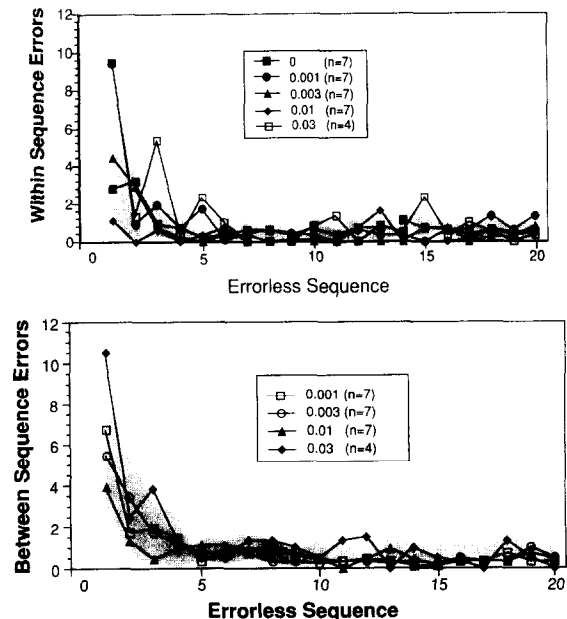 12
10
8
6
4
2
0
Within Sequence Errors
0 (n=7)
0.001 (n=7)
0.003 (n=7)
0.01 (n=7)
0.03 (n=4)
0 5 10 15 20
Errorless Sequence
12
10
8
6
4
2
0
Between Sequence Errors
0.001 (n=7)
0.003 (n=7)
0.01 (n=7)
0.03 (n=4)
0 5 10 15 20
Errorless Sequence